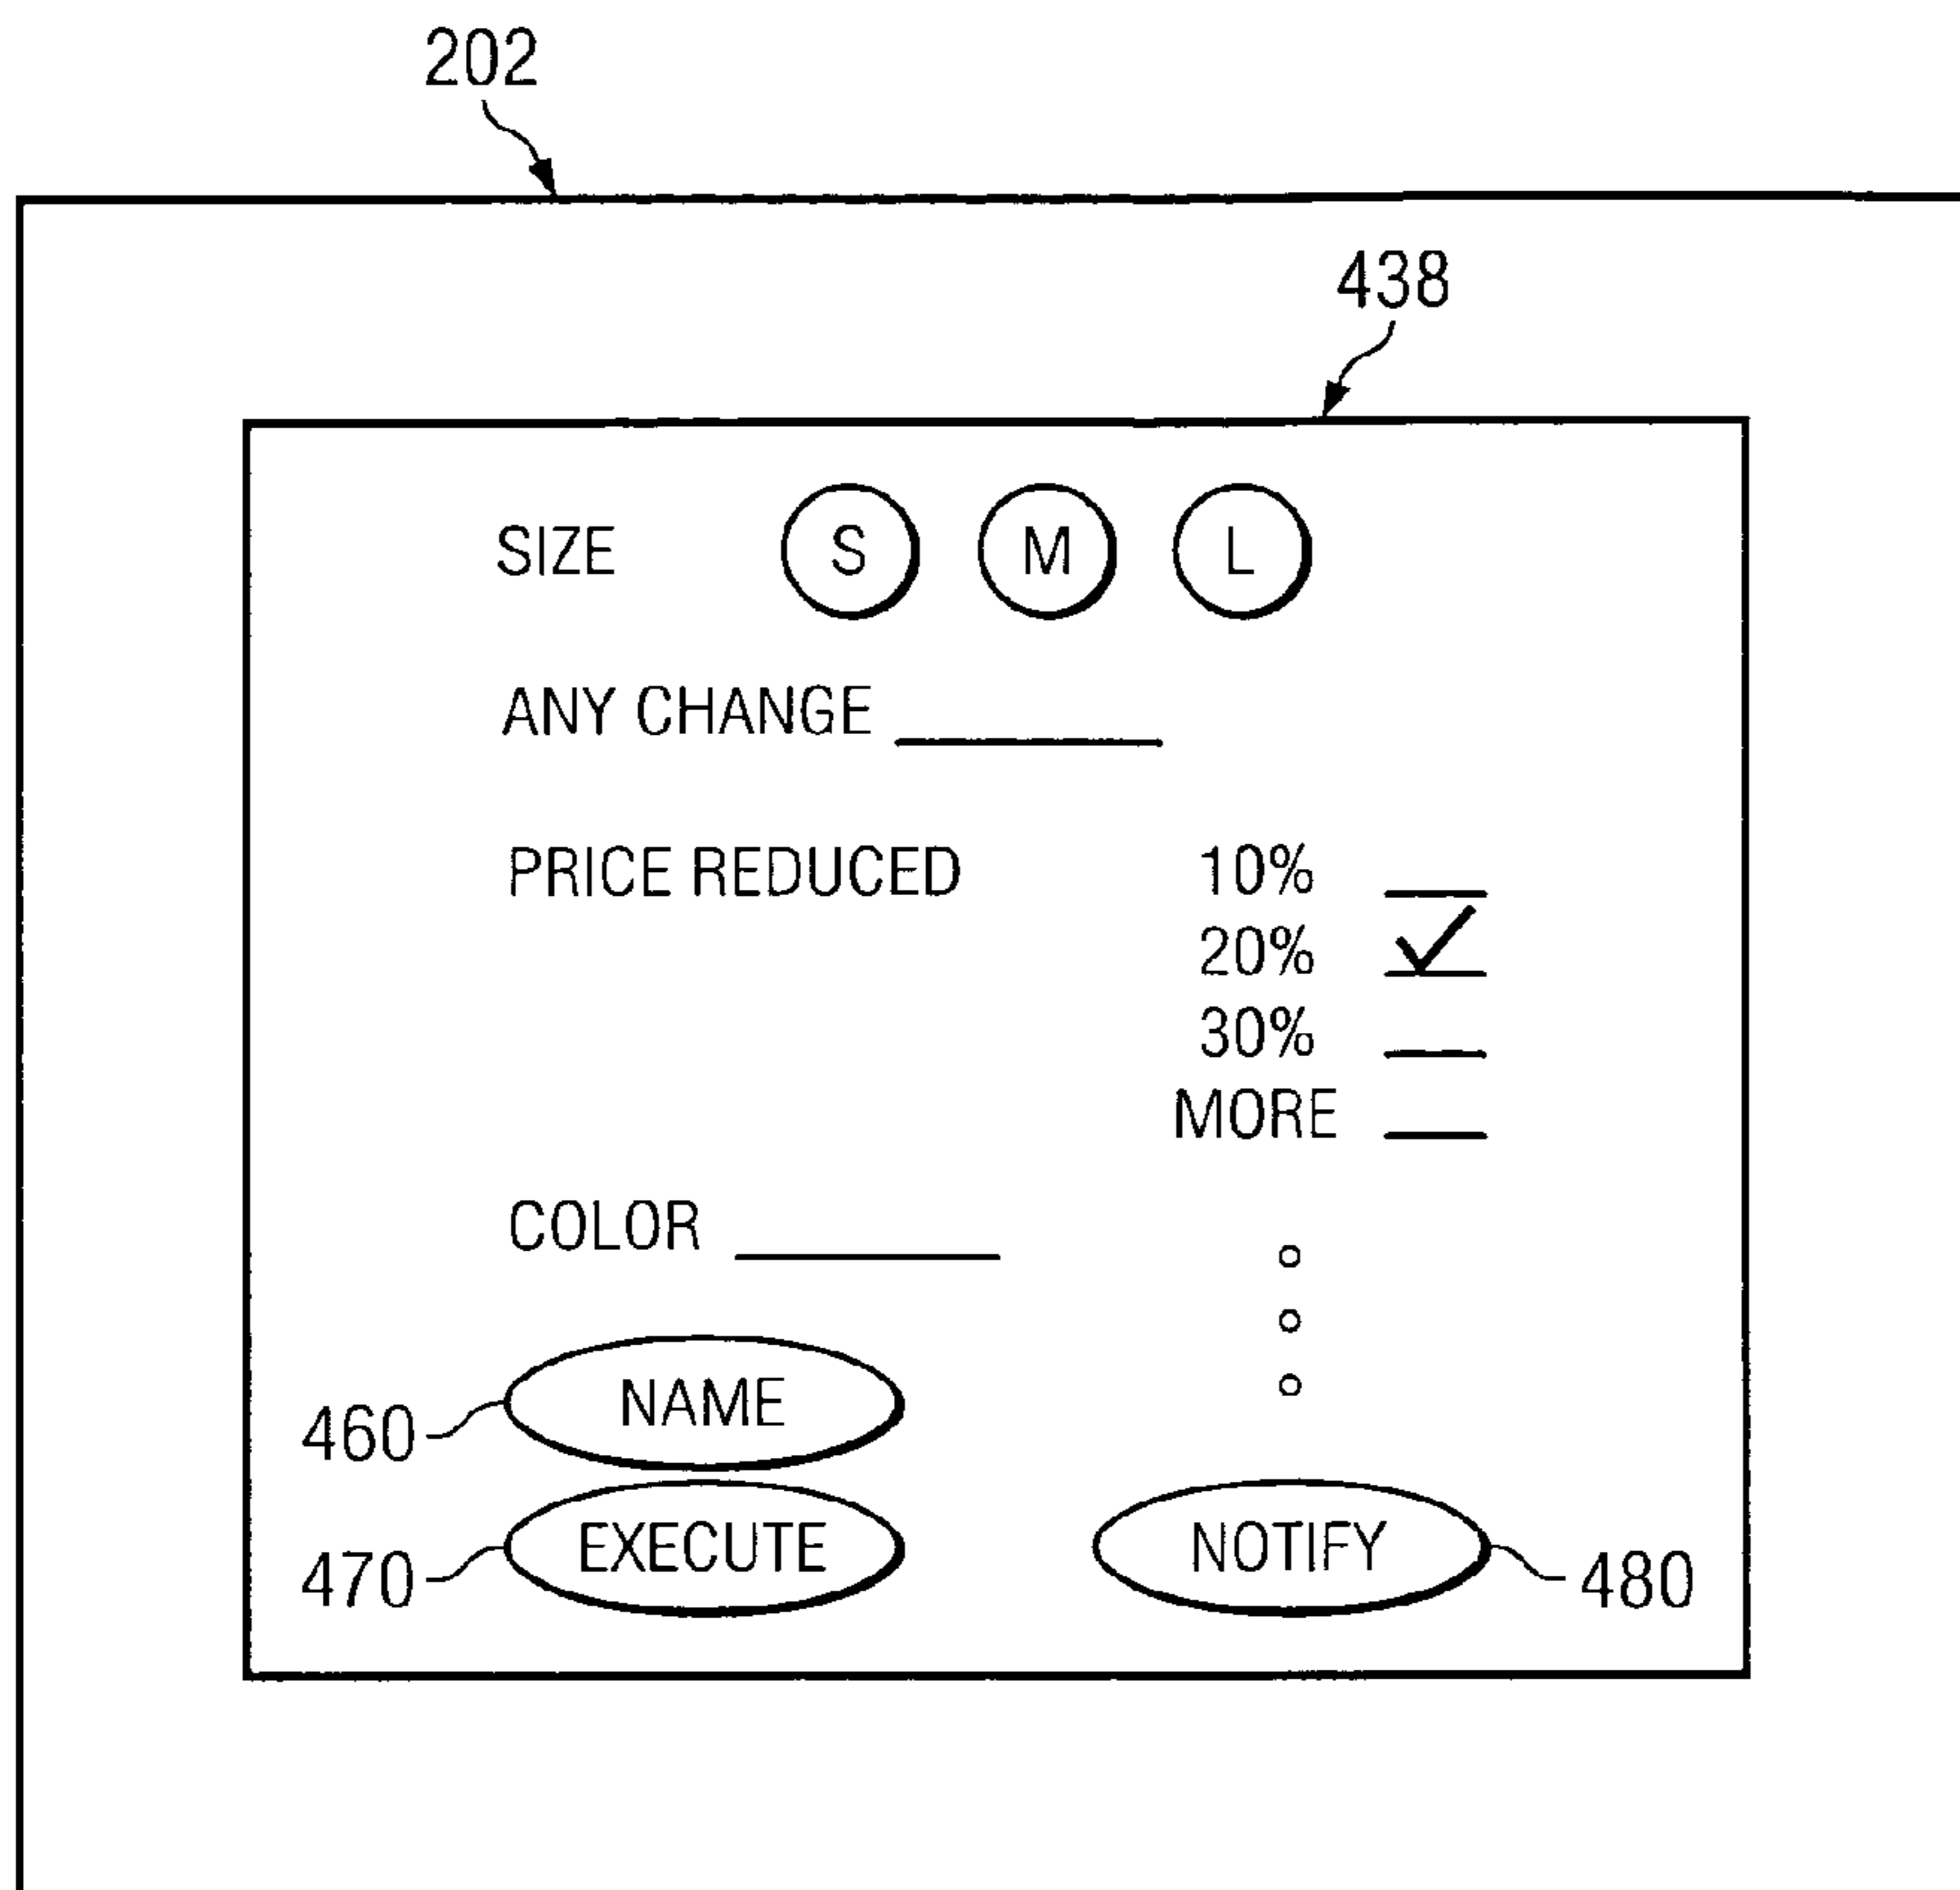 202
438
SIZE S M L
ANY CHANGE
PRICE REDUCED 10%
20%
30%
MORE
COLOR
460 NAME
470 EXECUTE NOTIFY 480